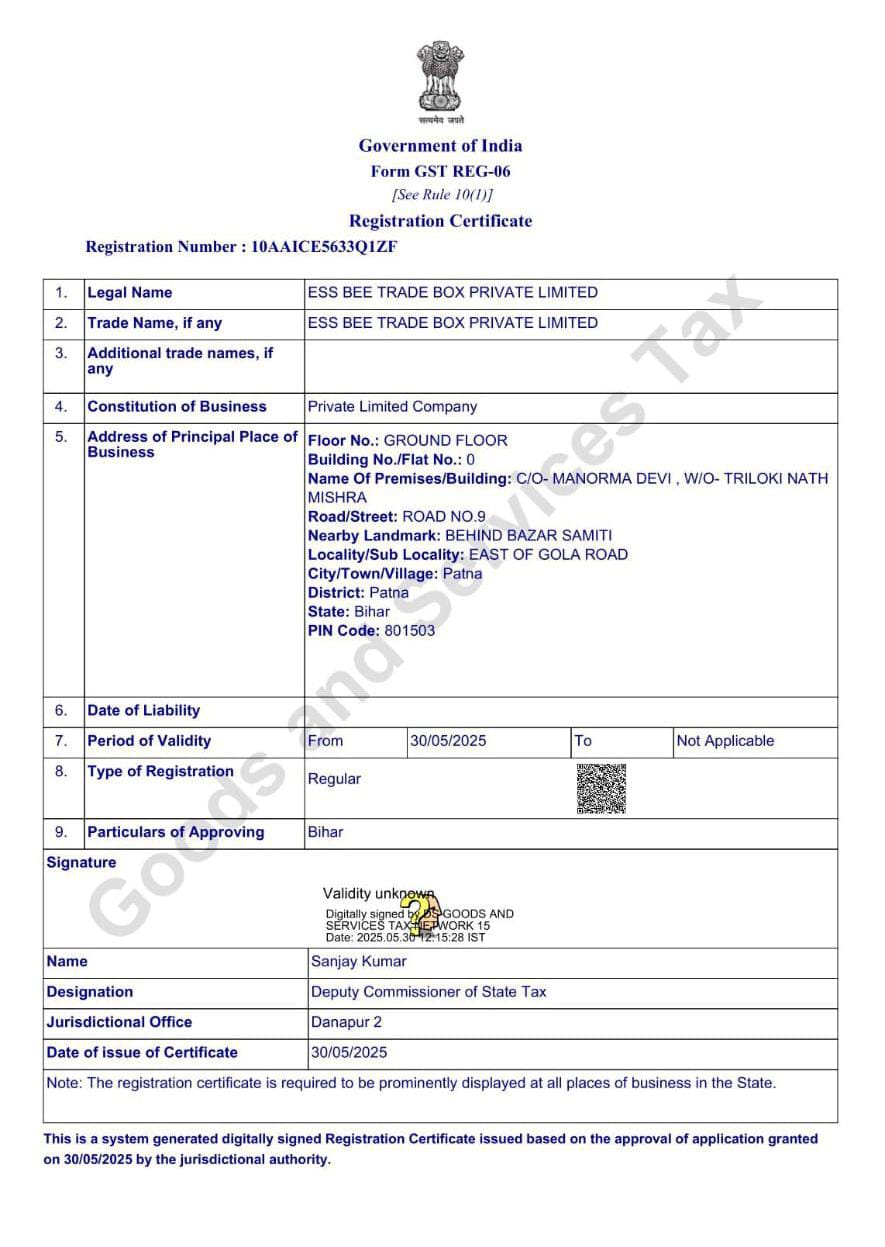 सत्यमेव जयते
Government of India
Form GST REG-06
[See Rule 10(1)]
Registration Certificate
Registration Number : 10AAICE5633Q1ZF
1. Legal Name ESS BEE TRADE BOX PRIVATE LIMITED
2. Trade Name, if any ESS BEE TRADE BOX PRIVATE LIMITED
3. Additional trade names, if
any
4. Constitution of Business Private Limited Company
5. Address of Principal Place of
Business
Floor No.: GROUND FLOOR
Building No./Flat No.: 0
Name Of Premises/Building: C/O- MANORMA DEVI , W/O- TRILOKI NATH
MISHRA
Road/Street: ROAD NO.9
Nearby Landmark: BEHIND BAZAR SAMITI
Locality/Sub Locality: EAST OF GOLA ROAD
City/Town/Village: Patna
District: Patna
State: Bihar
PIN Code: 801503
6. Date of Liability
7. Period of Validity From 30/05/2025 To Not Applicable
8. Type of Registration Regular
9. Particulars of Approving Bihar
Signature
Validity unknown
Digitally signed by DS GOODS AND
SERVICES TAX NETWORK 15
Date: 2025.05.30 12:15:28 IST
Name Sanjay Kumar
Designation Deputy Commissioner of State Tax
Jurisdictional Office Danapur 2
Date of issue of Certificate 30/05/2025
Note: The registration certificate is required to be prominently displayed at all places of business in the State.
This is a system generated digitally signed Registration Certificate issued based on the approval of application granted
on 30/05/2025 by the jurisdictional authority.
Goods and Services Tax